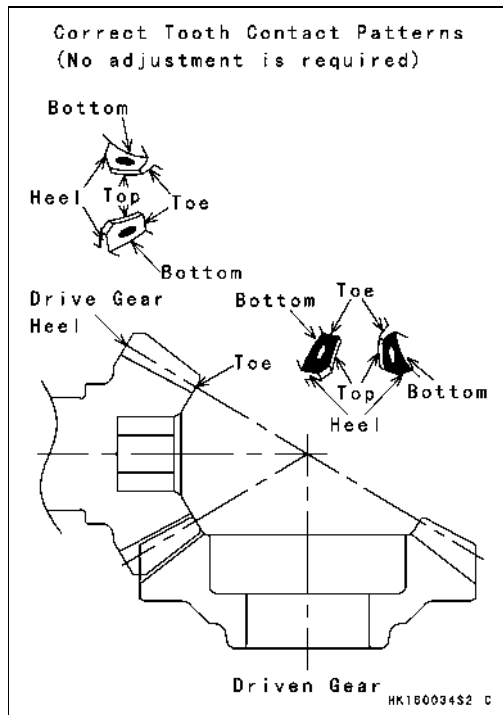 Correct Tooth Contact Patterns
(No adjustment is required)
Bottom
Heel
Top
Toe
Bottom
Drive Gear
Heel
Toe
Bottom
Toe
Top
Bottom
Heel
Driven Gear
HK160034S2 C